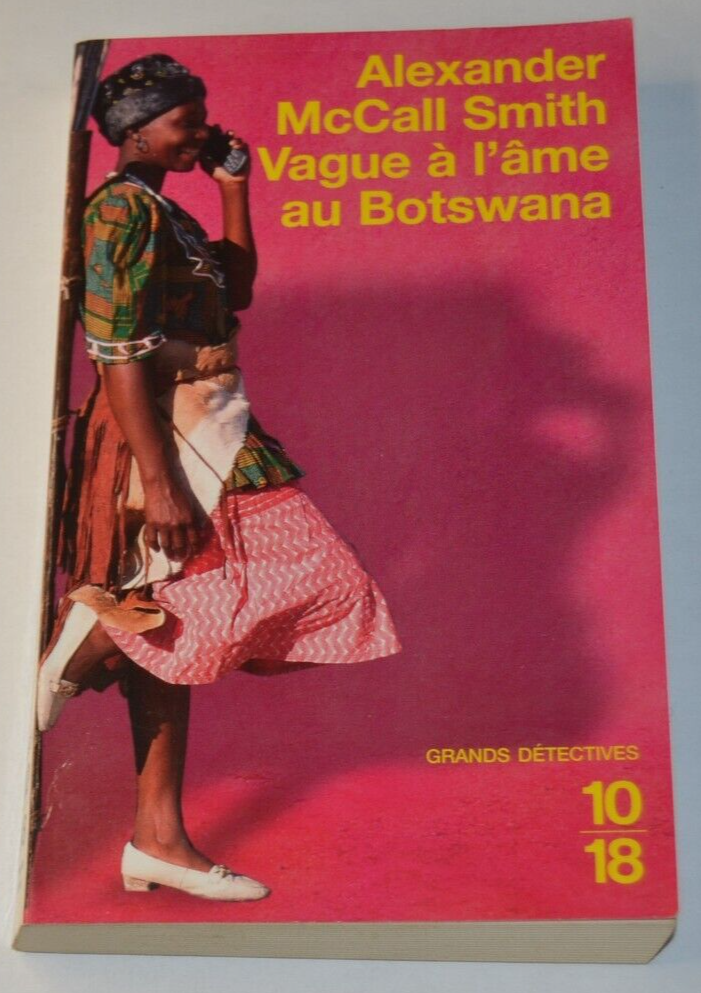 Alexander
McCall Smith
Vague à l'âme
au Botswana
GRANDS DÉTECTIVES
10
18